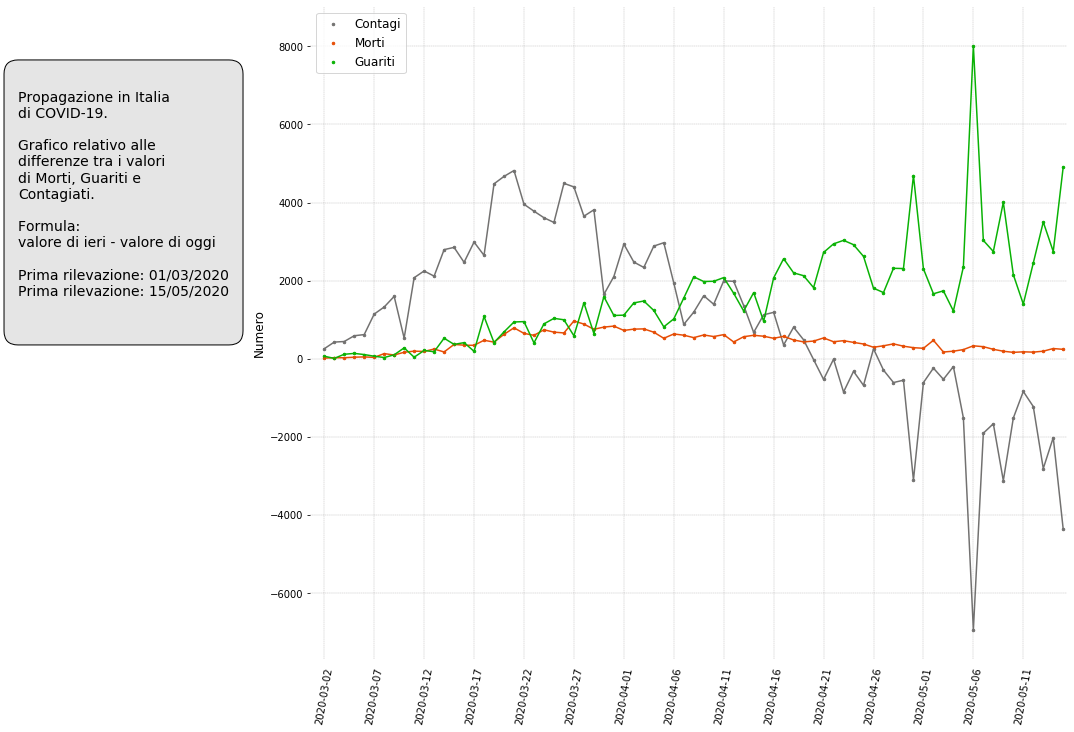 Propagazione in Italia
di COVID-19.
Grafico relativo alle
differenze tra i valori
di Morti, Guariti e
Contagiati.
Formula:
valore di ieri - valore di oggi
Prima rilevazione: 01/03/2020
Prima rilevazione: 15/05/2020
Contagi
Morti
Guariti
Numero
8000
6000
4000
2000
0
−2000
−4000
−6000
2020-03-02
2020-03-07
2020-03-12
2020-03-17
2020-03-22
2020-03-27
2020-04-01
2020-04-06
2020-04-11
2020-04-16
2020-04-21
2020-04-26
2020-05-01
2020-05-06
2020-05-11